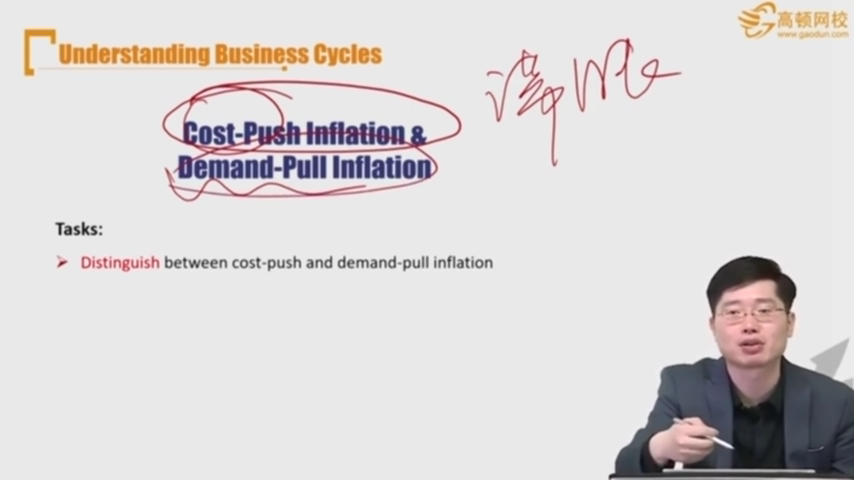 高顿网校
www.gaodun.com
Understanding Business Cycles
Cost-Push Inflation &
Demand-Pull Inflation
Tasks:
Distinguish between cost-push and demand-pull inflation